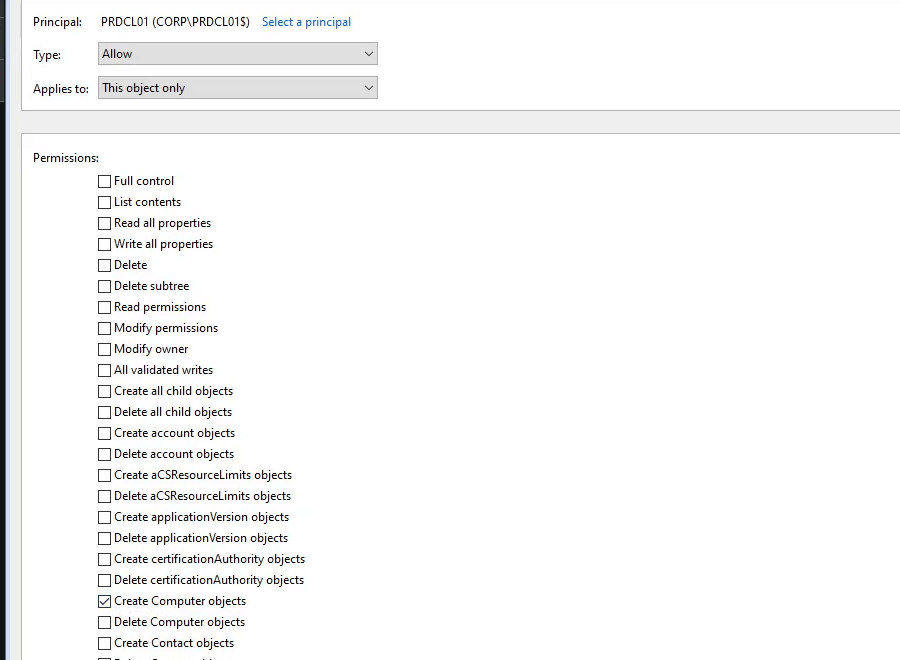 Principal: PRDCL01 (CORP\PRDCL01$) Select a principal
Type: Allow
Applies to: This object only
Permissions:
Full control
List contents
Read all properties
Write all properties
Delete
Delete subtree
Read permissions
Modify permissions
Modify owner
All validated writes
Create all child objects
Delete all child objects
Create account objects
Delete account objects
Create aCSResourceLimits objects
Delete aCSResourceLimits objects
Create applicationVersion objects
Delete applicationVersion objects
Create certificationAuthority objects
Delete certificationAuthority objects
Create Computer objects
Delete Computer objects
Create Contact objects